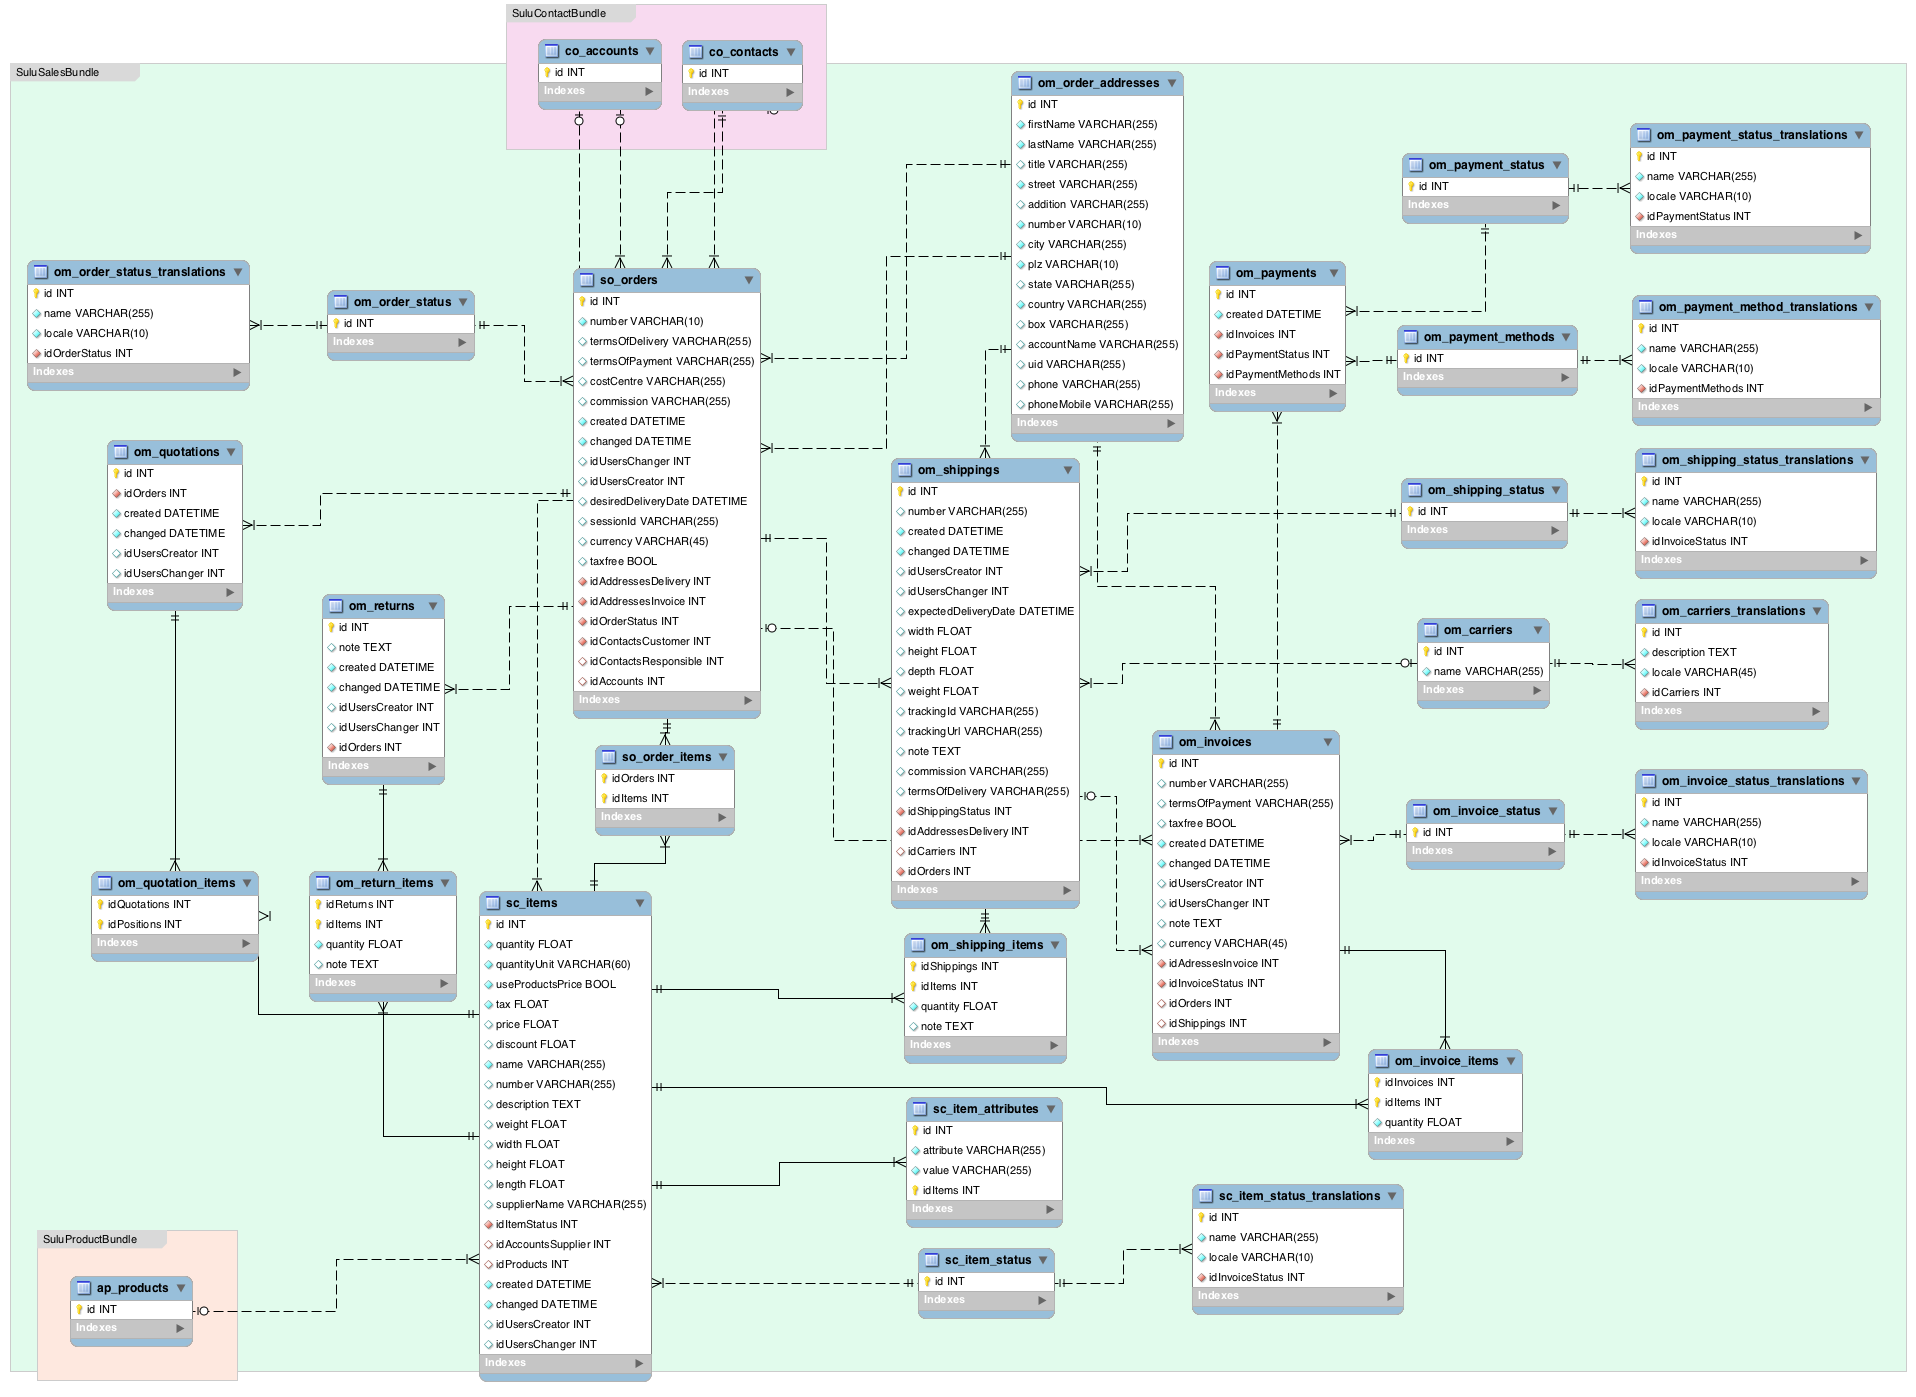 SuluContactBundle
co_accounts
id INT
Indexes
co_contacts
id INT
Indexes
SuluSalesBundle
om_order_addresses
id INT
firstName VARCHAR(255)
lastName VARCHAR(255)
title VARCHAR(255)
street VARCHAR(255)
addition VARCHAR(255)
number VARCHAR(10)
city VARCHAR(255)
plz VARCHAR(10)
state VARCHAR(255)
country VARCHAR(255)
box VARCHAR(255)
accountName VARCHAR(255)
uid VARCHAR(255)
phone VARCHAR(255)
phoneMobile VARCHAR(255)
Indexes
om_payment_status
id INT
Indexes
om_payment_status_translations
id INT
name VARCHAR(255)
locale VARCHAR(10)
idPaymentStatus INT
Indexes
om_order_status_translations
id INT
name VARCHAR(255)
locale VARCHAR(10)
idOrderStatus INT
Indexes
om_order_status
id INT
Indexes
so_orders
id INT
number VARCHAR(10)
termsOfDelivery VARCHAR(255)
termsOfPayment VARCHAR(255)
costCentre VARCHAR(255)
commission VARCHAR(255)
created DATETIME
changed DATETIME
idUsersChanger INT
idUsersCreator INT
desiredDeliveryDate DATETIME
sessionId VARCHAR(255)
currency VARCHAR(45)
taxfree BOOL
idAddressesDelivery INT
idAddressesInvoice INT
idOrderStatus INT
idContactsCustomer INT
idContactsResponsible INT
idAccounts INT
Indexes
om_payments
id INT
created DATETIME
idInvoices INT
idPaymentStatus INT
idPaymentMethods INT
Indexes
om_payment_methods
id INT
Indexes
om_payment_method_translations
id INT
name VARCHAR(255)
locale VARCHAR(10)
idPaymentMethods INT
Indexes
om_quotations
id INT
idOrders INT
created DATETIME
changed DATETIME
idUsersCreator INT
idUsersChanger INT
Indexes
om_shippings
id INT
number VARCHAR(255)
created DATETIME
changed DATETIME
idUsersCreator INT
idUsersChanger INT
expectedDeliveryDate DATETIME
width FLOAT
height FLOAT
depth FLOAT
weight FLOAT
trackingId VARCHAR(255)
trackingUrl VARCHAR(255)
note TEXT
commission VARCHAR(255)
termsOfDelivery VARCHAR(255)
idShippingStatus INT
idAddressesDelivery INT
idCarriers INT
idOrders INT
Indexes
om_shipping_status
id INT
Indexes
om_shipping_status_translations
id INT
name VARCHAR(255)
locale VARCHAR(10)
idInvoiceStatus INT
Indexes
om_returns
id INT
note TEXT
created DATETIME
changed DATETIME
idUsersCreator INT
idUsersChanger INT
idOrders INT
Indexes
om_carriers
id INT
name VARCHAR(255)
Indexes
om_carriers_translations
id INT
description TEXT
locale VARCHAR(45)
idCarriers INT
Indexes
so_order_items
idOrders INT
idItems INT
Indexes
om_invoices
id INT
number VARCHAR(255)
termsOfPayment VARCHAR(255)
taxfree BOOL
created DATETIME
changed DATETIME
idUsersCreator INT
idUsersChanger INT
note TEXT
currency VARCHAR(45)
idAdressesInvoice INT
idInvoiceStatus INT
idOrders INT
idShippings INT
Indexes
om_invoice_status
id INT
Indexes
om_invoice_status_translations
id INT
name VARCHAR(255)
locale VARCHAR(10)
idInvoiceStatus INT
Indexes
om_quotation_items
idQuotations INT
idPositions INT
Indexes
om_return_items
idReturns INT
idItems INT
quantity FLOAT
note TEXT
Indexes
sc_items
id INT
quantity FLOAT
quantityUnit VARCHAR(60)
useProductsPrice BOOL
tax FLOAT
price FLOAT
discount FLOAT
name VARCHAR(255)
number VARCHAR(255)
description TEXT
weight FLOAT
width FLOAT
height FLOAT
length FLOAT
supplierName VARCHAR(255)
idItemStatus INT
idAccountsSupplier INT
idProducts INT
created DATETIME
changed DATETIME
idUsersCreator INT
idUsersChanger INT
Indexes
om_shipping_items
idShippings INT
idItems INT
quantity FLOAT
note TEXT
Indexes
om_invoice_items
idInvoices INT
idItems INT
quantity FLOAT
Indexes
sc_item_attributes
id INT
attribute VARCHAR(255)
value VARCHAR(255)
idItems INT
Indexes
sc_item_status_translations
id INT
name VARCHAR(255)
locale VARCHAR(10)
idInvoiceStatus INT
Indexes
sc_item_status
id INT
Indexes
SuluProductBundle
ap_products
id INT
Indexes